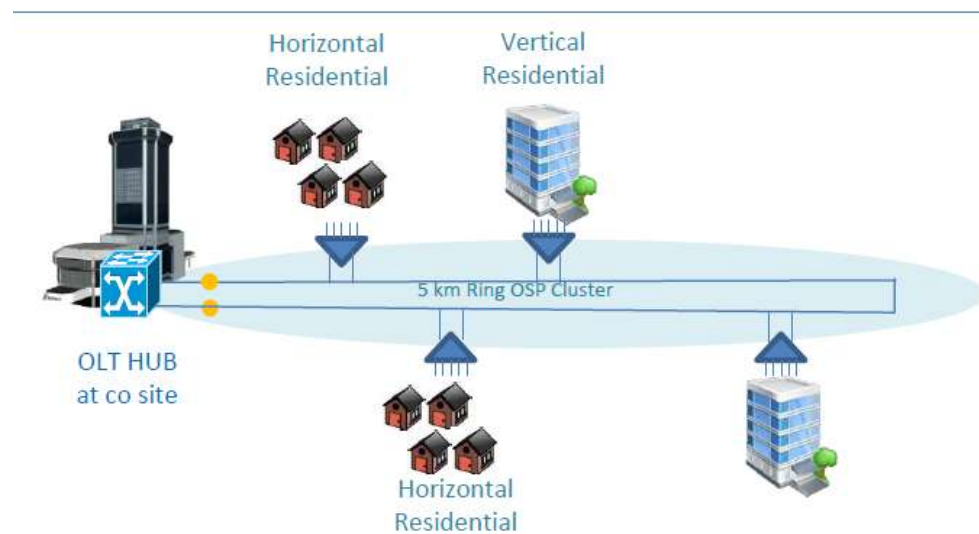 Horizontal
Residential
Vertical
Residential
5 km Ring OSP Cluster
OLT HUB
at co site
Horizontal
Residential